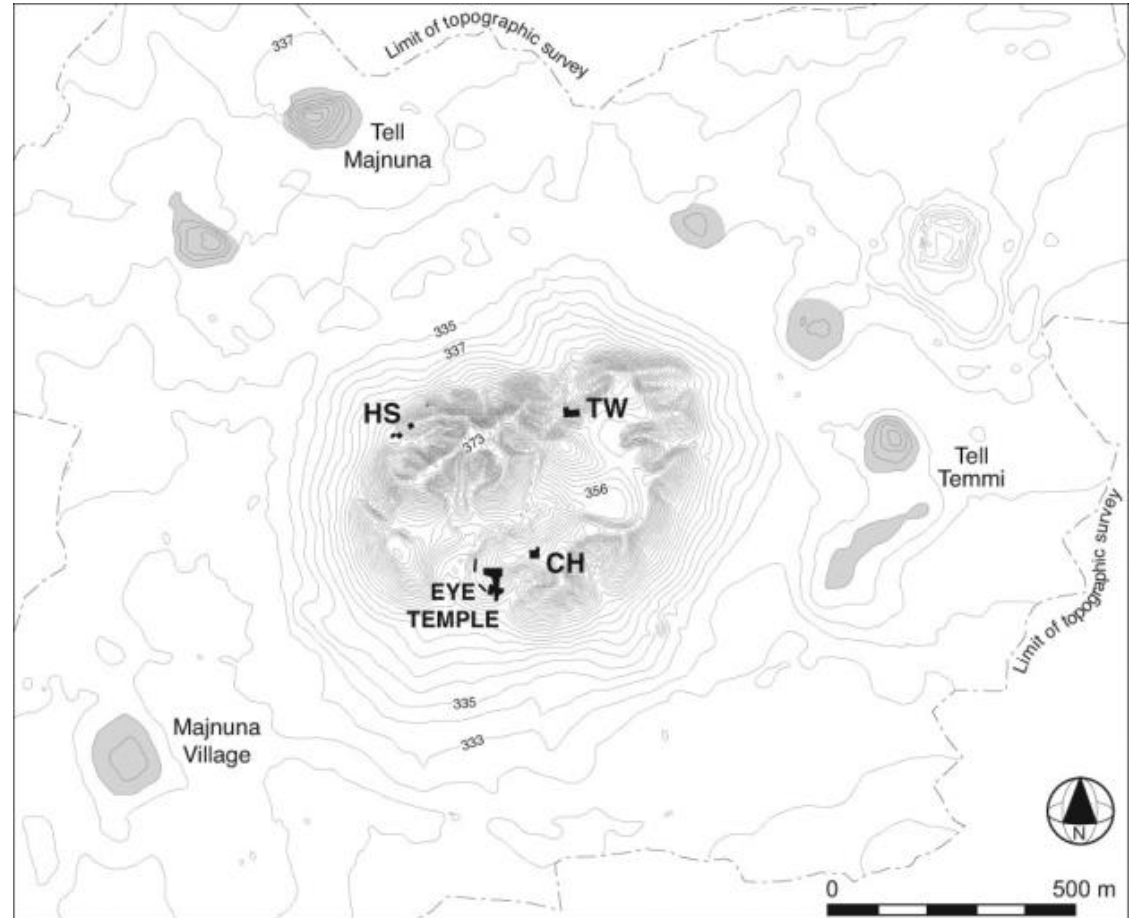 337
Limit of topographic survey
Tell
Majnuna
335
337
HS
TW
373
356
Tell
Temmi
CH
EYE
TEMPLE
Limit of topographic survey
335
333
Majnuna
Village
N
0 500 m